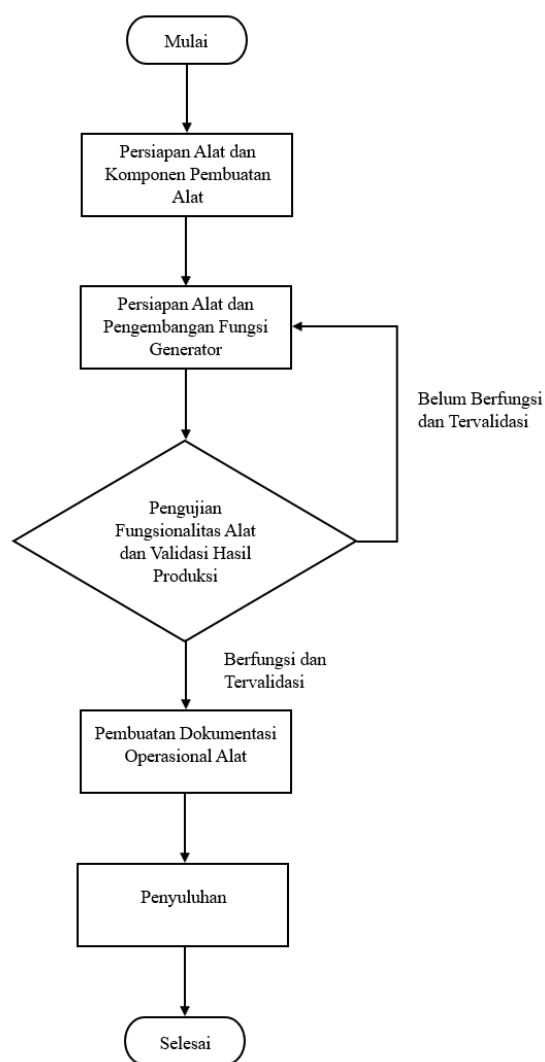 Mulai
Persiapan Alat dan
Komponen Pembuatan
Alat
Persiapan Alat dan
Pengembangan Fungsi
Generator
Belum Berfungsi
dan Tervalidasi
Pengujian
Fungsionalitas Alat
dan Validasi Hasil
Produksi
Berfungsi dan
Tervalidasi
Pembuatan Dokumentasi
Operasional Alat
Penyuluhan
Selesai